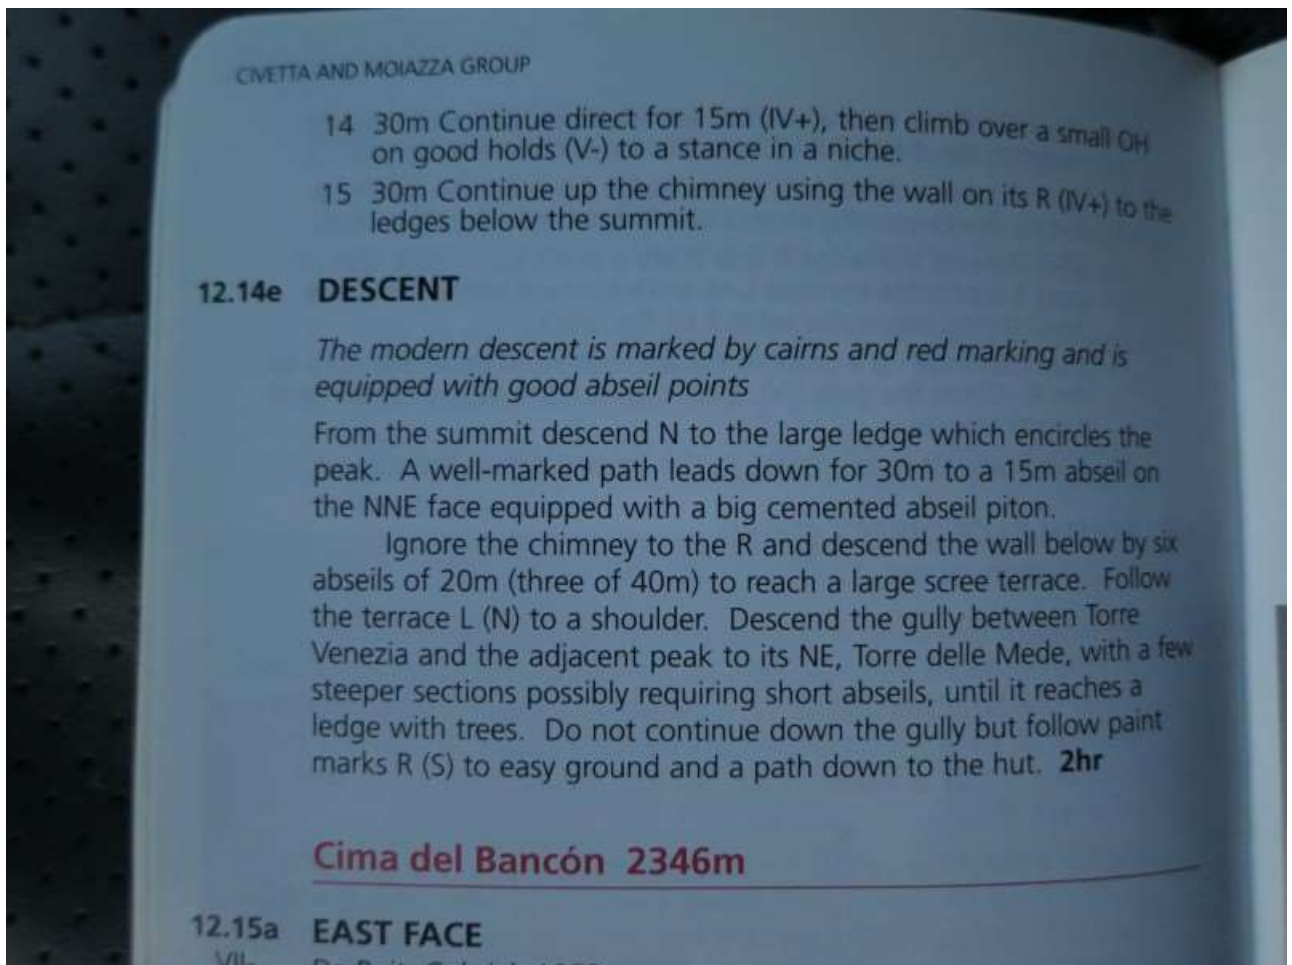 CIVETTA AND MOIAZZA GROUP
14 30m Continue direct for 15m (IV+), then climb over a small OH
on good holds (V-) to a stance in a niche.
15 30m Continue up the chimney using the wall on its R (IV+) to the
ledges below the summit.
12.14e DESCENT
The modern descent is marked by cairns and red marking and is
equipped with good abseil points
From the summit descend N to the large ledge which encircles the
peak. A well-marked path leads down for 30m to a 15m abseil on
the NNE face equipped with a big cemented abseil piton.
Ignore the chimney to the R and descend the wall below by six
abseils of 20m (three of 40m) to reach a large scree terrace. Follow
the terrace L (N) to a shoulder. Descend the gully between Torre
Venezia and the adjacent peak to its NE, Torre delle Mede, with a few
steeper sections possibly requiring short abseils, until it reaches a
ledge with trees. Do not continue down the gully but follow paint
marks R (S) to easy ground and a path down to the hut. 2hr
Cima del Bancón 2346m
12.15a EAST FACE